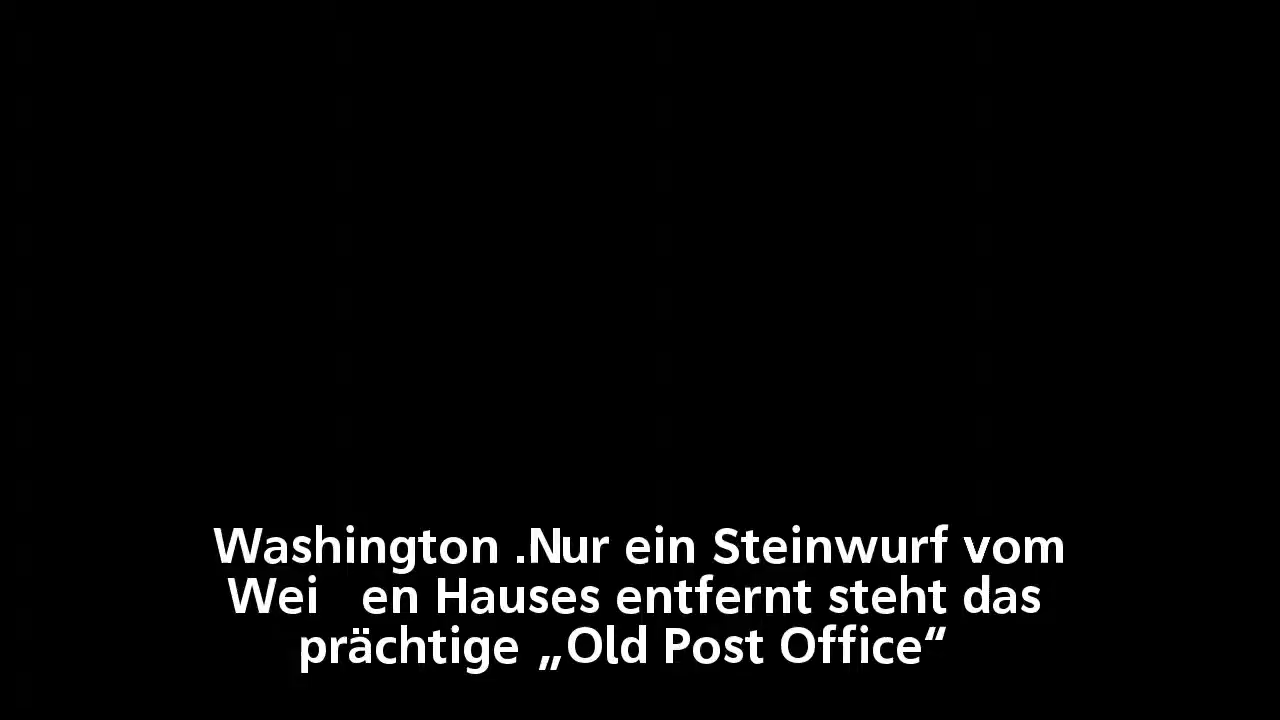 Washington .Nur ein Steinwurf vom
Wei en Hauses entfernt steht das
prächtige „Old Post Office“